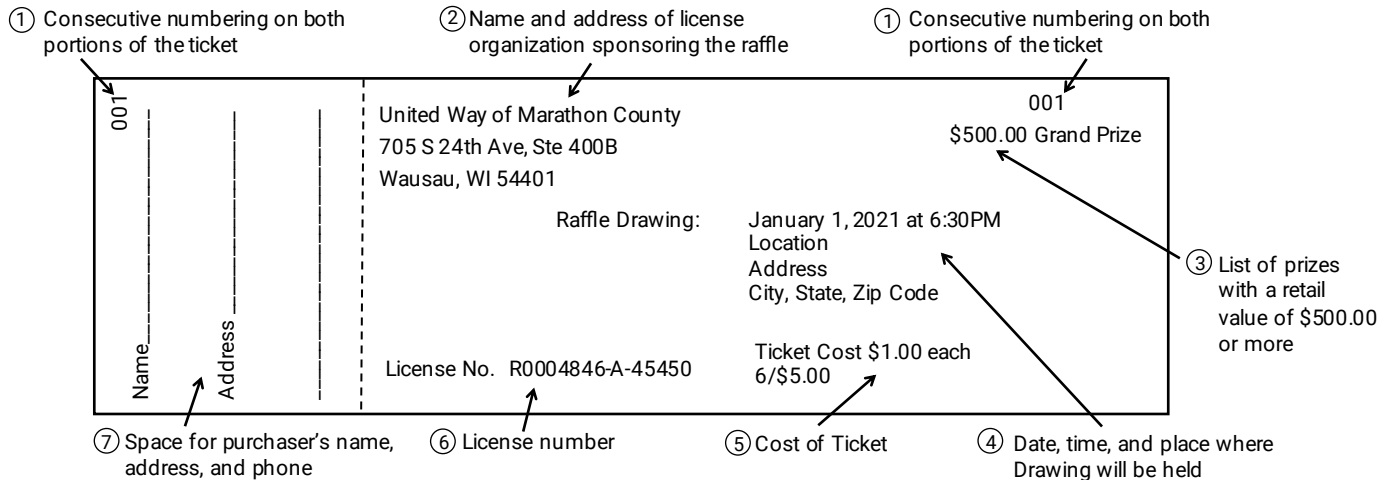 ① Consecutive numbering on both
portions of the ticket
② Name and address of license
organization sponsoring the raffle
① Consecutive numbering on both
portions of the ticket
001
Name
Address
United Way of Marathon County
705 S 24th Ave, Ste 400B
Wausau, WI 54401
001
$500.00 Grand Prize
Raffle Drawing: January 1, 2021 at 6:30PM
Location
Address
City, State, Zip Code
License No. R0004846-A-45450
Ticket Cost $1.00 each
6/$5.00
③ List of prizes
with a retail
value of $500.00
or more
⑦ Space for purchaser's name,
address, and phone
⑥ License number
⑤ Cost of Ticket
④ Date, time, and place where
Drawing will be held